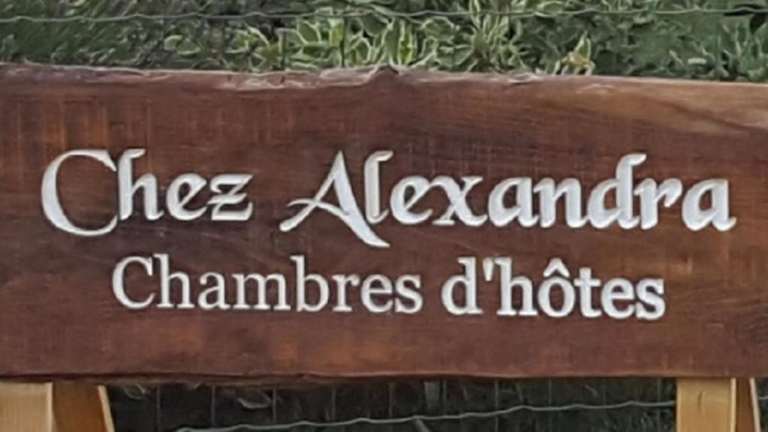 Chez Alexandra
Chambres d'hôtes